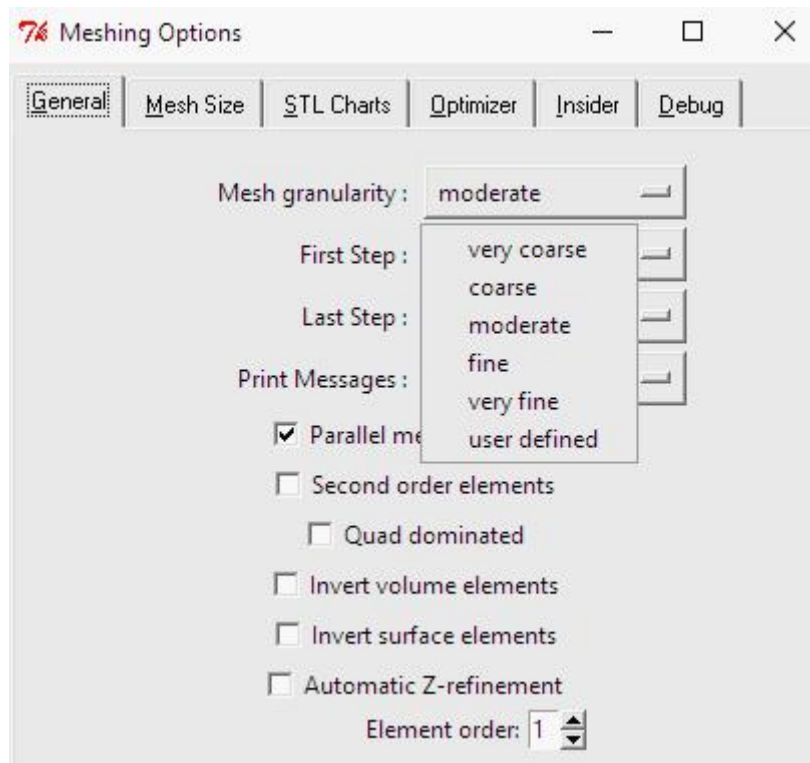 Meshing Options
General Mesh Size STL Charts Optimizer Insider Debug
Mesh granularity : moderate
First Step :
Last Step :
Print Messages :
very coarse
coarse
moderate
fine
very fine
user defined
Parallel me
Second order elements
Quad dominated
Invert volume elements
Invert surface elements
Automatic Z-refinement
Element order: 1